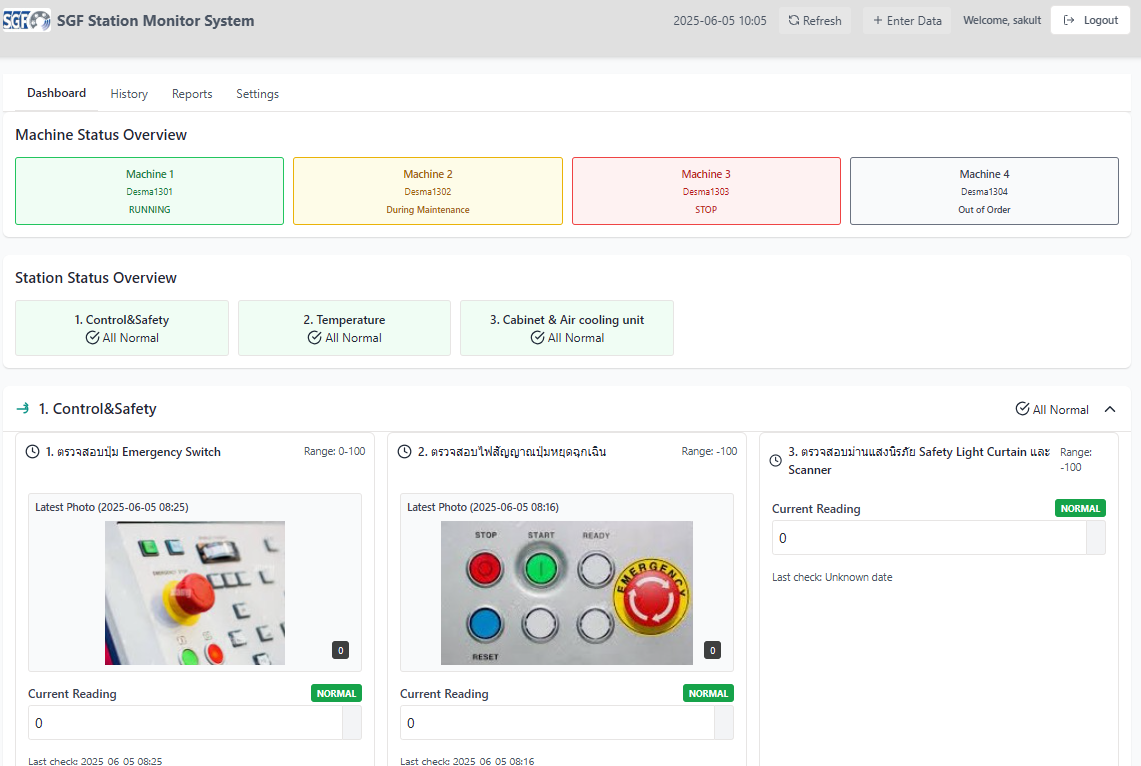 SGF
SGF Station Monitor System
2025-06-05 10:05
Refresh
+ Enter Data
Welcome, sakult
Logout
Dashboard
History
Reports
Settings
Machine Status Overview
Machine 1
Desma1301
RUNNING
Machine 2
Desma1302
During Maintenance
Machine 3
Desma1303
STOP
Machine 4
Desma1304
Out of Order
Station Status Overview
1. Control&Safety
All Normal
2. Temperature
All Normal
3. Cabinet & Air cooling unit
All Normal
1. Control&Safety
All Normal
1. ตรวจสอบปุ่ม Emergency Switch
Range: 0-100
Latest Photo (2025-06-05 08:25)
0
Current Reading
NORMAL
0
Last check: 2025-06-05 08:25
2. ตรวจสอบไฟสัญญาณปุ่มหยุดฉุกเฉิน
Range: -100
Latest Photo (2025-06-05 08:16)
STOP
START
READY
EMERGENCY
RESET
0
Current Reading
NORMAL
0
Last check: 2025-06-05 08:16
3. ตรวจสอบม่านแสงนิรภัย Safety Light Curtain และ
Scanner
Range:
-100
Current Reading
NORMAL
0
Last check: Unknown date